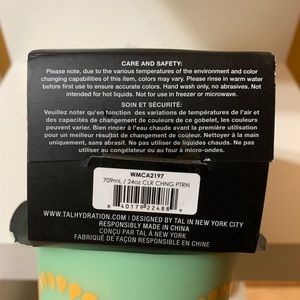 CARE AND SAFETY:
Please note, due to the various temperatures of the environment and color
changing capabilities of this item, colors may vary. Please rinse in warm water
before first use to ensure accurate colors. Hand wash only, no abrasives. Not
intended for hot liquids. Not for use in freezer or microwave.
SOIN ET SÉCURITÉ:
Veuillez noter qu'en fonction des variations de températures de l'air et
des capacités de changement de couleurs de ce gobelet, les couleurs
peuvent varier. Bien rincer d'eau chaude avant la première utilisation
pour un meilleur résultat de changement de couleur. Nettoyer à la main
uniquement, sans abrasif. Ne pas utiliser de liquides chauds. Ne pas
utiliser au congélateur ou au four à micro-ondes.
WMCA2197
709mL / 24oz CLR CHNG PTRN
8 40179 22488
WWW.TALHYDRATION.COM | DESIGNED BY TAL IN NEW YORK CITY
RESPONSIBLY MADE IN CHINA
CONÇU PAR TAL À NEW YORK
FABRIQUÉ DE FAÇON RESPONSABLE EN CHINE